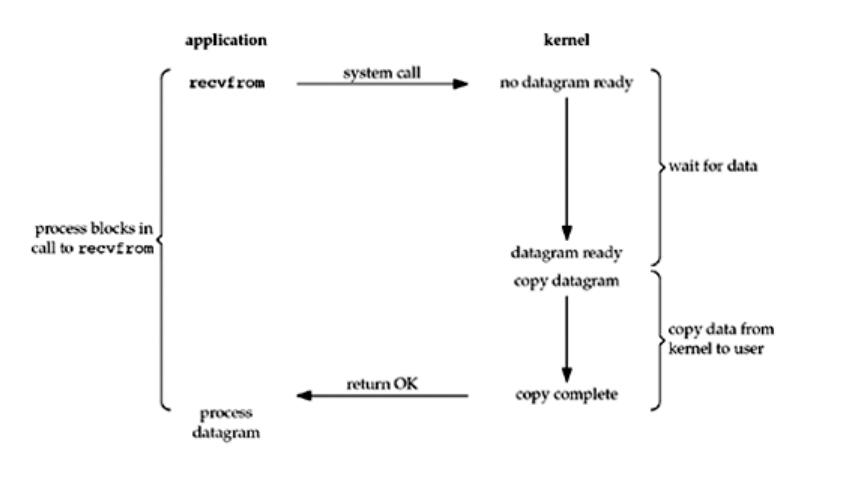 application
kernel
recvfrom
system call
no datagram ready
wait for data
process blocks in
call to recvfrom
datagram ready
copy datagram
copy data from
kernel to user
return OK
copy complete
process
datagram